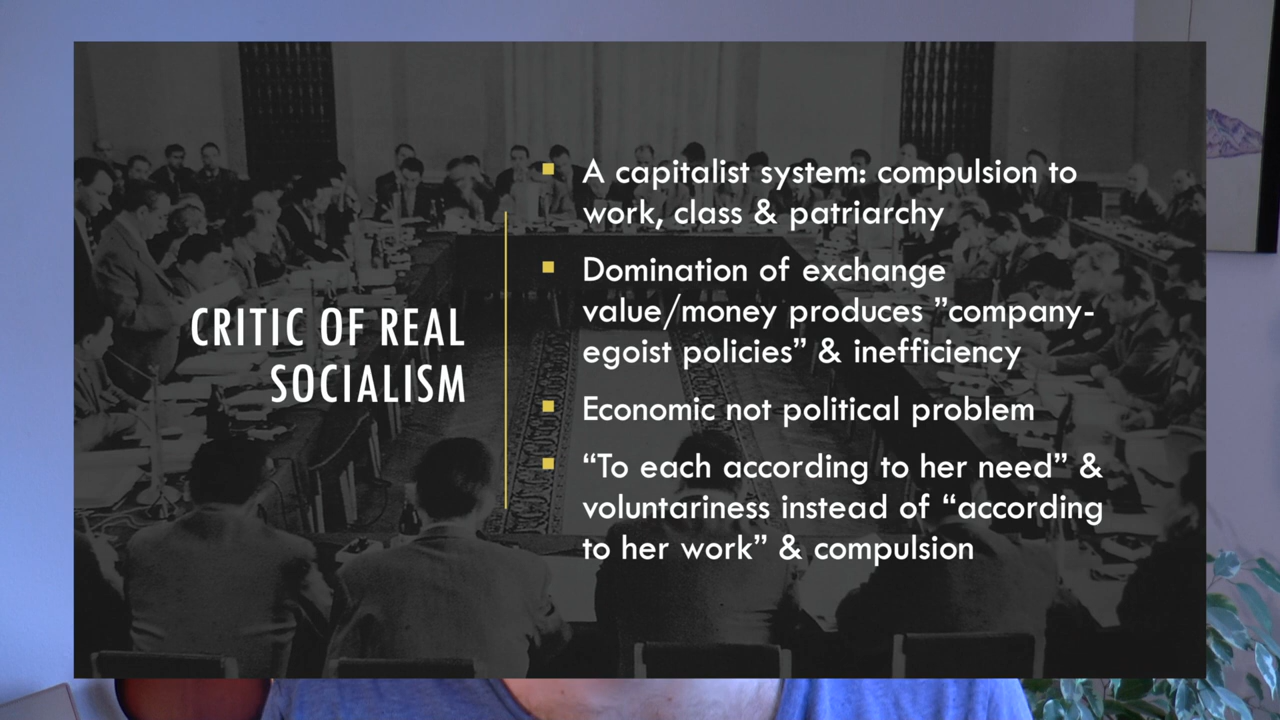 CRITIC OF REAL
SOCIALISM
A capitalist system: compulsion to
work, class & patriarchy
Domination of exchange
value/money produces ”company-
egoist policies” & inefficiency
Economic not political problem
“To each according to her need” &
voluntariness instead of “according
to her work” & compulsion